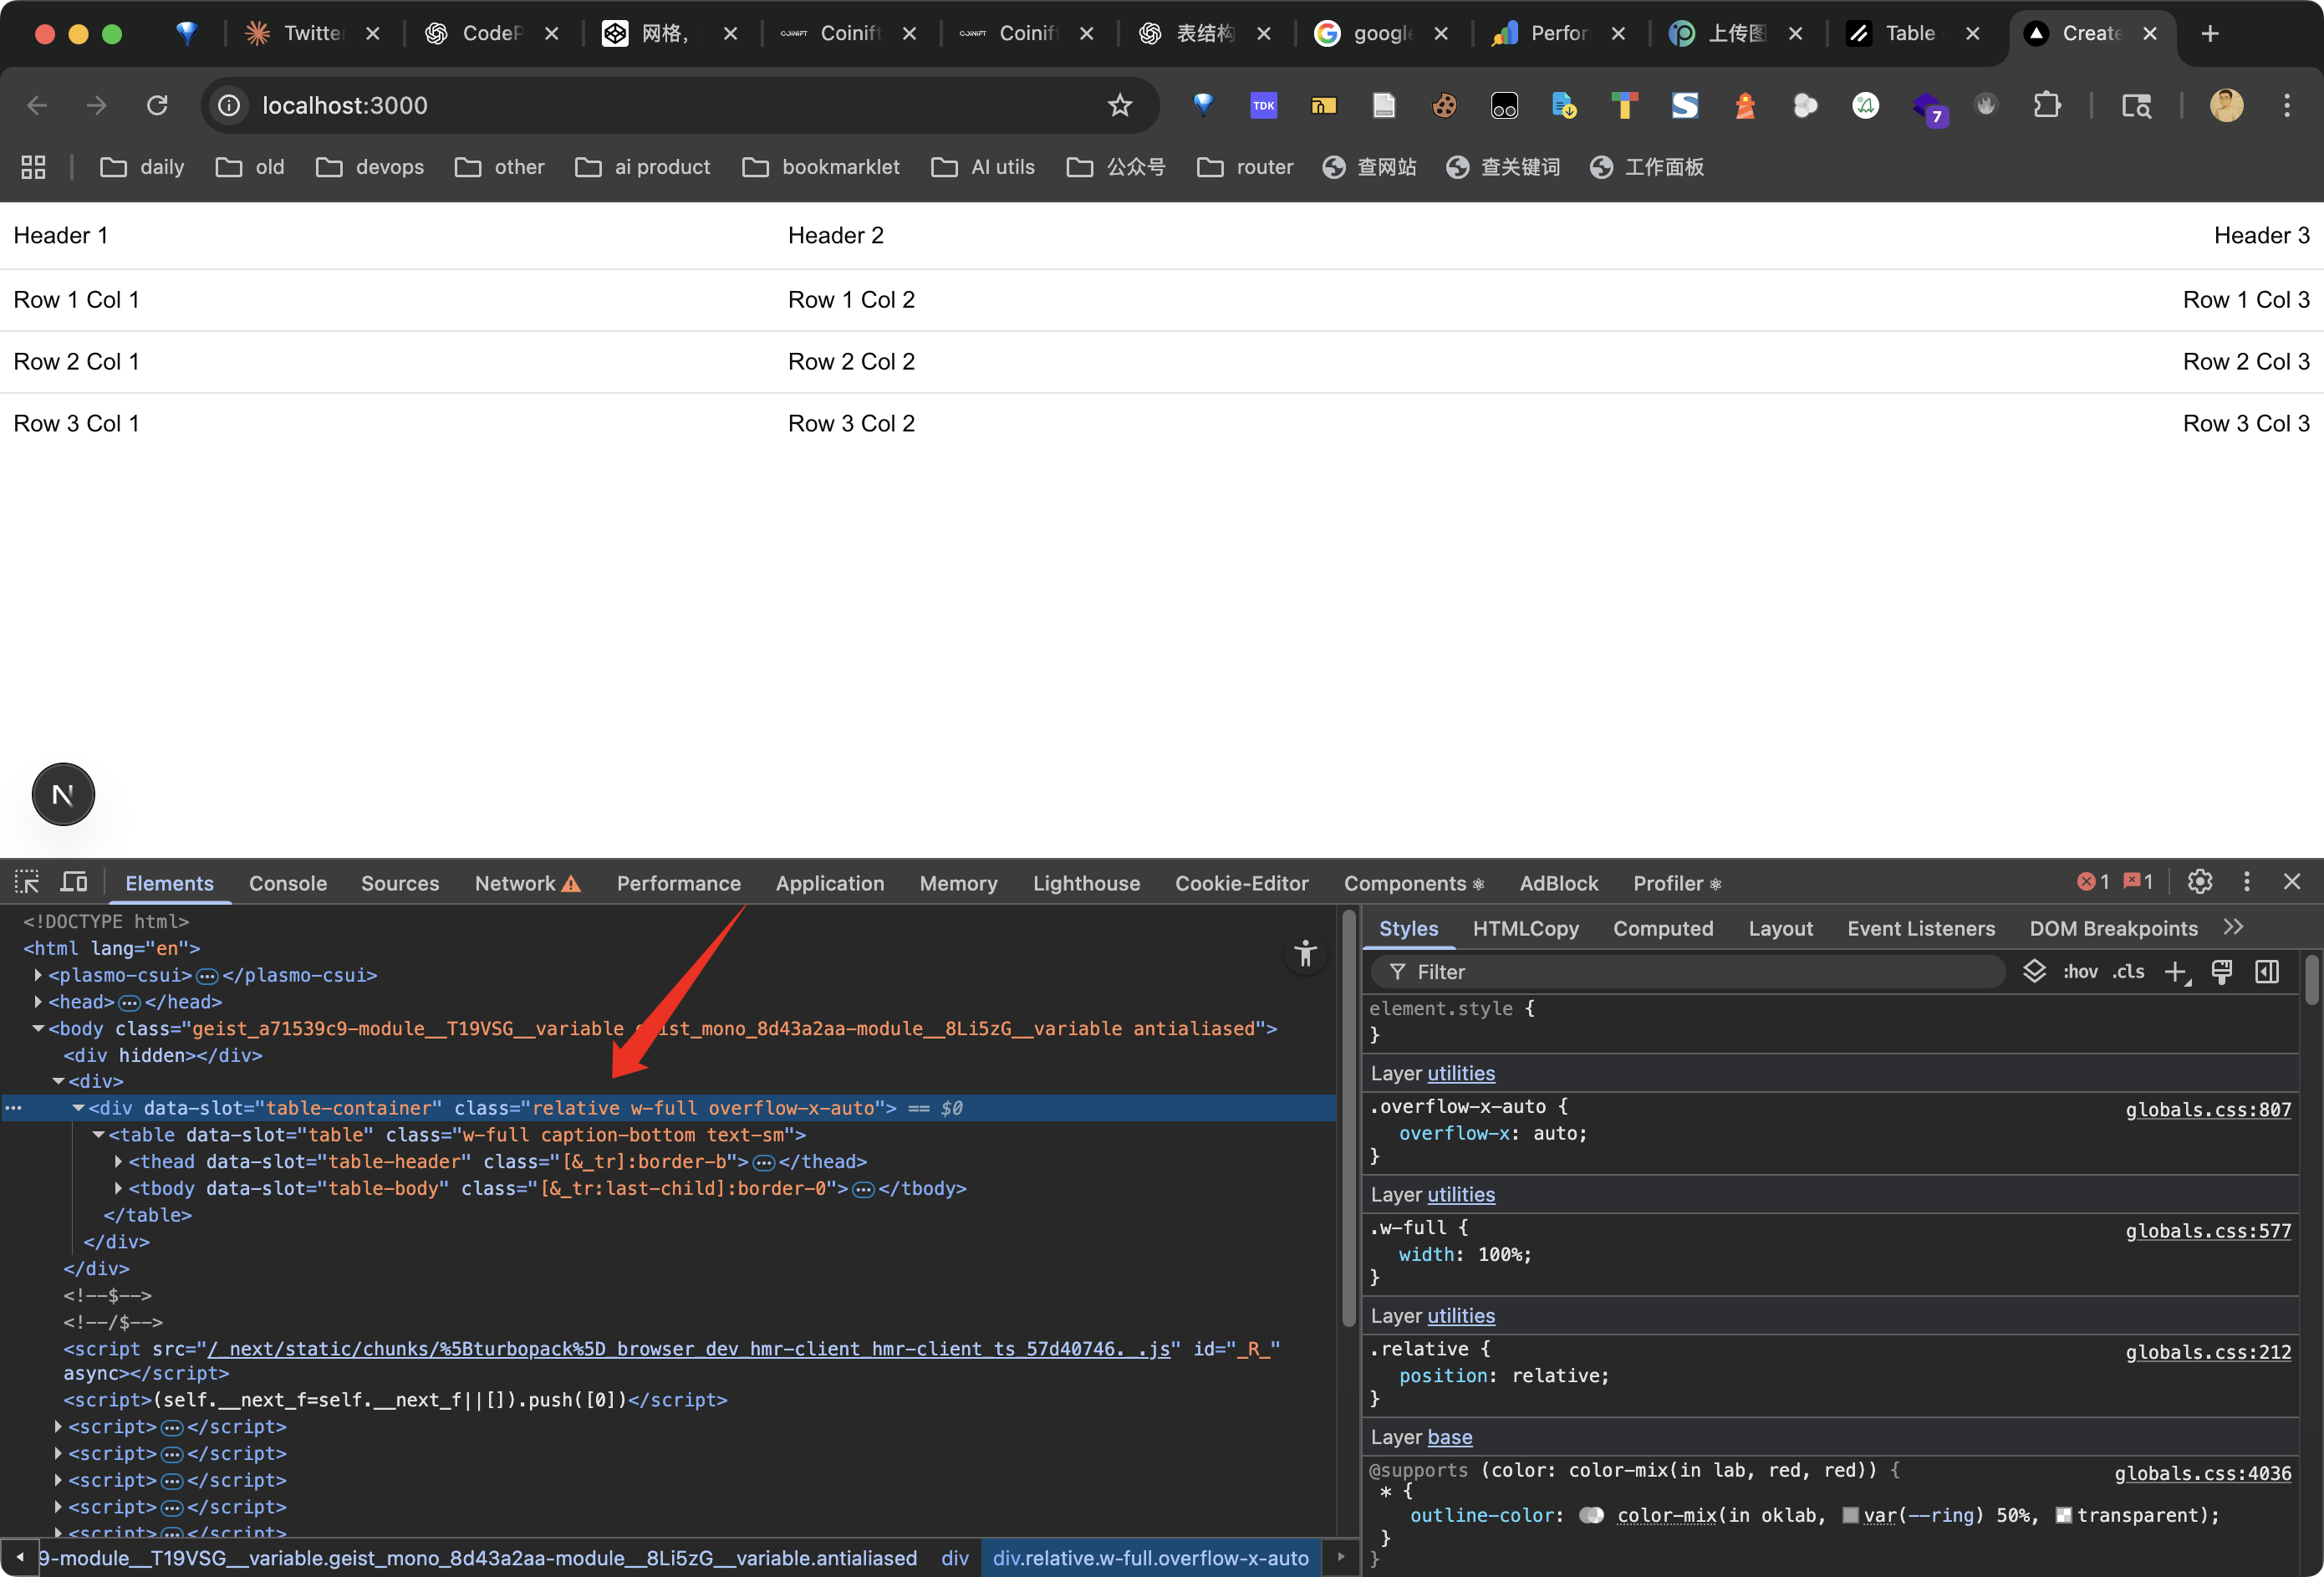 Twitte
CodeP
网格，
COINIFT Coinif
COINIFT Coinif
表结构
google
Perfor
上传图
Table -
Create
localhost:3000
TDK
7
daily
old
devops
other
ai product
bookmarklet
AI utils
公众号
router
查网站
查关键词
工作面板
Header 1 Header 2 Header 3
Row 1 Col 1 Row 1 Col 2 Row 1 Col 3
Row 2 Col 1 Row 2 Col 2 Row 2 Col 3
Row 3 Col 1 Row 3 Col 2 Row 3 Col 3
N
Elements Console Sources Network Performance Application Memory Lighthouse Cookie-Editor Components ⚛ AdBlock Profiler ⚛ 1 1
<!DOCTYPE html>
<html lang="en">
<plasmo-csui>…</plasmo-csui>
<head>…</head>
<body class="geist_a71539c9-module__T19VSG__variable geist_mono_8d43a2aa-module__8Li5zG__variable antialiased">
<div hidden></div>
<div>
<div data-slot="table-container" class="relative w-full overflow-x-auto"> == $0
<table data-slot="table" class="w-full caption-bottom text-sm">
<thead data-slot="table-header" class="[&_tr]:border-b">…</thead>
<tbody data-slot="table-body" class="[&_tr:last-child]:border-0">…</tbody>
</table>
</div>
</div>
<!--$-->
<!--/$-->
<script src="/_next/static/chunks/%5Bturbopack%5D_browser_dev_hmr-client_hmr-client_ts_57d40746._.js" id="_R_"
async></script>
<script>(self.__next_f=self.__next_f||[]).push([0])</script>
<script>…</script>
<script>…</script>
<script>…</script>
<script>…</script>
<script>…</script>
9-module__T19VSG__variable.geist_mono_8d43a2aa-module__8Li5zG__variable.antialiased div div.relative.w-full.overflow-x-auto
Styles HTMLCopy Computed Layout Event Listeners DOM Breakpoints
Filter :hov .cls
element.style {
}
Layer utilities
.overflow-x-auto { globals.css:807
overflow-x: auto;
}
Layer utilities
.w-full { globals.css:577
width: 100%;
}
Layer utilities
.relative { globals.css:212
position: relative;
}
Layer base
@supports (color: color-mix(in lab, red, red)) { globals.css:4036
* {
outline-color: color-mix(in oklab, var(--ring) 50%, transparent);
}
}